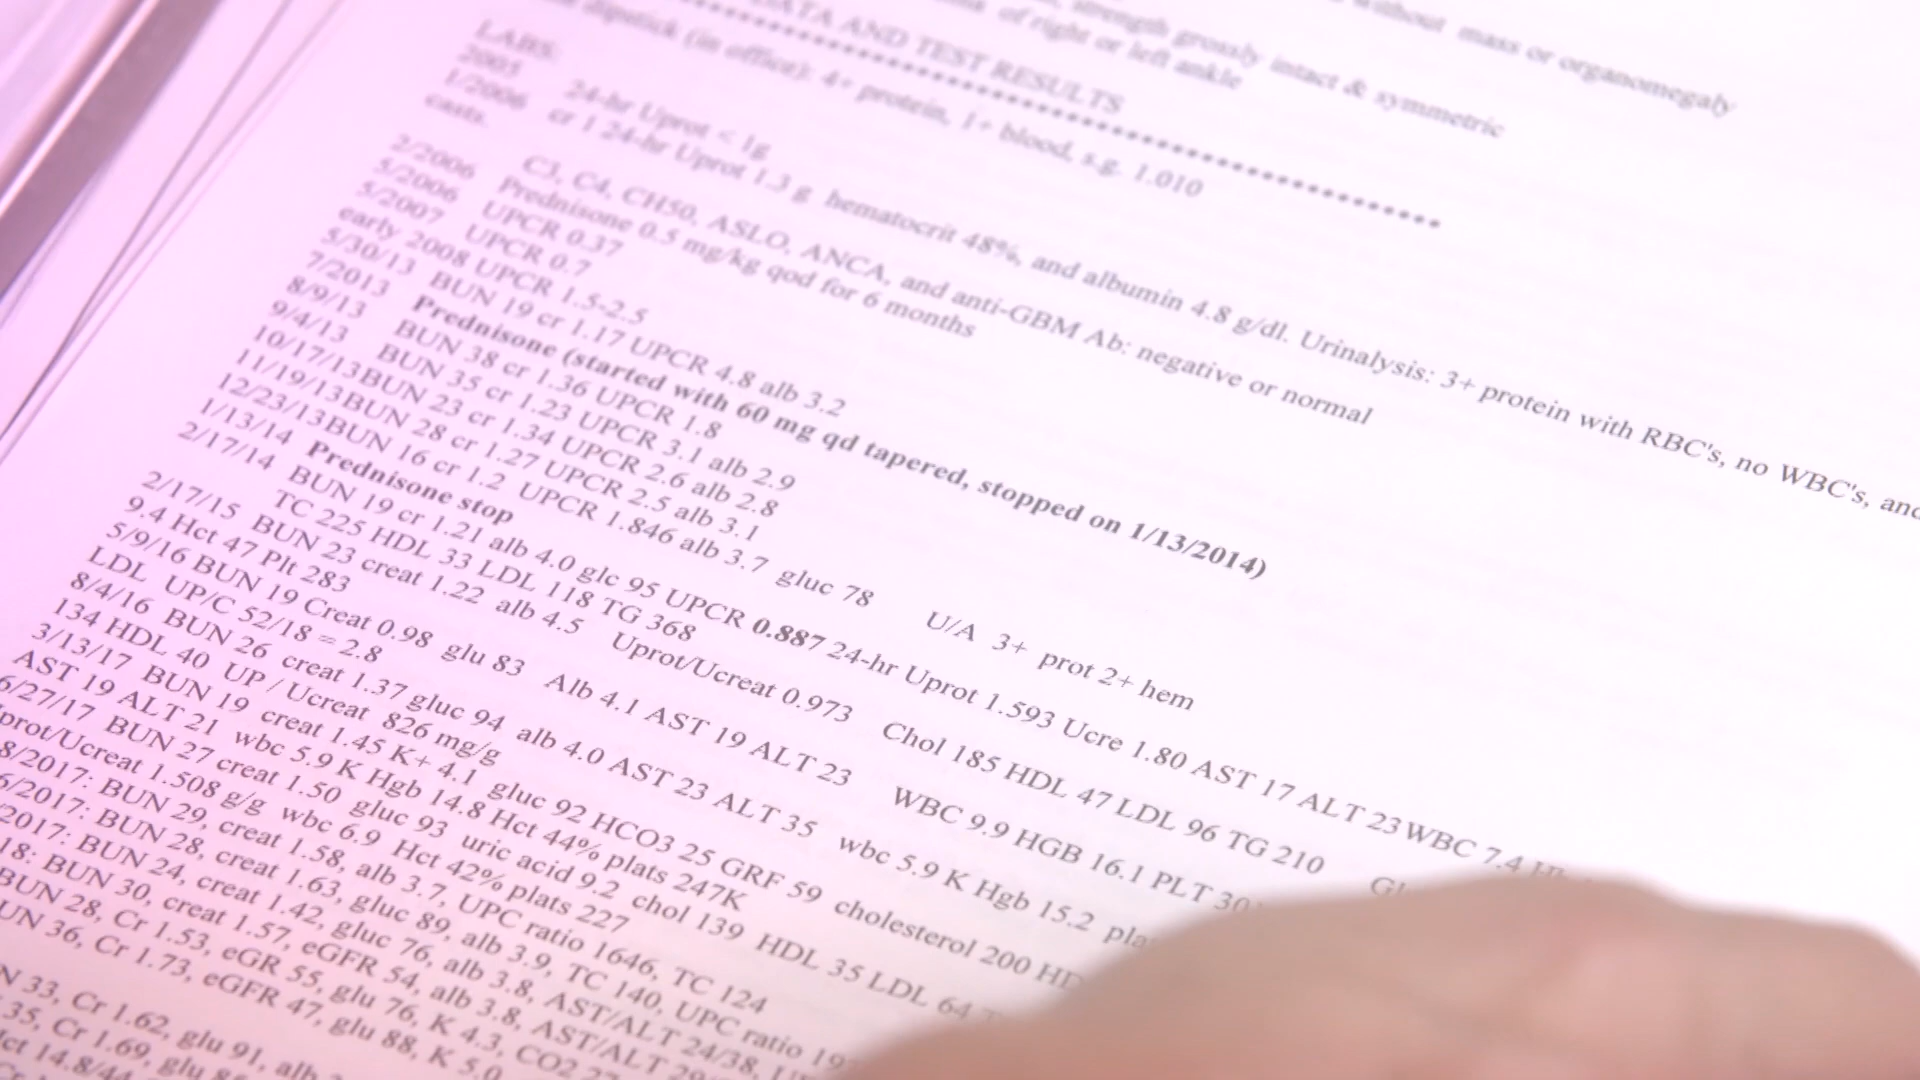 without mass or organomegaly
strength grossly intact & symmetric
of right or left ankle
DATA AND TEST RESULTS
dipstick (in office): 4+ protein, 1+ blood, s.g. 1.010
LABS:
2005 24-hr Uprot < 1g
1/2006 cr 1 24-hr Uprot 1.3 g hematocrit 48%, and albumin 4.8 g/dl. Urinalysis: 3+ protein with RBC's, no WBC's, and
casts.
2/2006 C3, C4, CH50, ASLO, ANCA, and anti-GBM Ab: negative or normal
5/2006 Prednisone 0.5 mg/kg qod for 6 months
5/2007 UPCR 0.37
early 2008 UPCR 0.7
UPCR 1.5-2.5
5/30/13 BUN 19 cr 1.17 UPCR 4.8 alb 3.2
7/2013 Prednisone (started with 60 mg qd tapered, stopped on 1/13/2014)
8/9/13 BUN 38 cr 1.36 UPCR 1.8
9/4/13 BUN 35 cr 1.23 UPCR 3.1 alb 2.9
10/17/13BUN 23 cr 1.34 UPCR 2.6 alb 2.8
11/19/13BUN 28 cr 1.27 UPCR 2.5 alb 3.1
12/23/13BUN 16 cr 1.2 UPCR 1.846 alb 3.7 gluc 78 U/A 3+ prot 2+ hem
1/13/14 Prednisone stop
2/17/14 BUN 19 cr 1.21 alb 4.0 glc 95 UPCR 0.887 24-hr Uprot 1.593 Ucre 1.80 AST 17 ALT 23 WBC 7.4
TC 225 HDL 33 LDL 118 TG 368
2/17/15 BUN 23 creat 1.22 alb 4.5 Uprot/Ucreat 0.973 Chol 185 HDL 47 LDL 96 TG 210
9.4 Hct 47 Plt 283
5/9/16 BUN 19 Creat 0.98 glu 83 Alb 4.1 AST 19 ALT 23 WBC 9.9 HGB 16.1 PLT
LDL UP/C 52/18 = 2.8
8/4/16 BUN 26 creat 1.37 gluc 94 alb 4.0 AST 23 ALT 35 wbc 5.9 K Hgb 15.2
134 HDL 40 UP / Ucreat 826 mg/g
3/13/17 BUN 19 creat 1.45 K+ 4.1 gluc 92 HCO3 25 GRF 59 cholesterol 200
AST 19 ALT 21 wbc 5.9 K Hgb 14.8 Hct 44% plats 247K
6/27/17 BUN 27 creat 1.50 gluc 93 uric acid 9.2 chol 139 HDL 35 LDL 64
Uprot/Ucreat 1.508 g/g wbc 6.9 Hct 42% plats 227
8/2017: BUN 29, creat 1.58, alb 3.7, UPC ratio 1646, TC 124
6/2017: BUN 28, creat 1.63, gluc 89, alb 3.9, TC 140, UPC ratio
2017: BUN 24, creat 1.42, gluc 76, alb 3.8, AST/ALT 24/38,
18: BUN 30, creat 1.57, eGFR 54, alb 3.8, AST/ALT
BUN 28, Cr 1.53, eGR 55, glu 76, K 4.3, CO2
BUN 36, Cr 1.73, eGFR 47, glu 88, K 5.0
33, Cr 1.62, glu 91, alb
35, Cr 1.69, glu
Hct 14.8/44